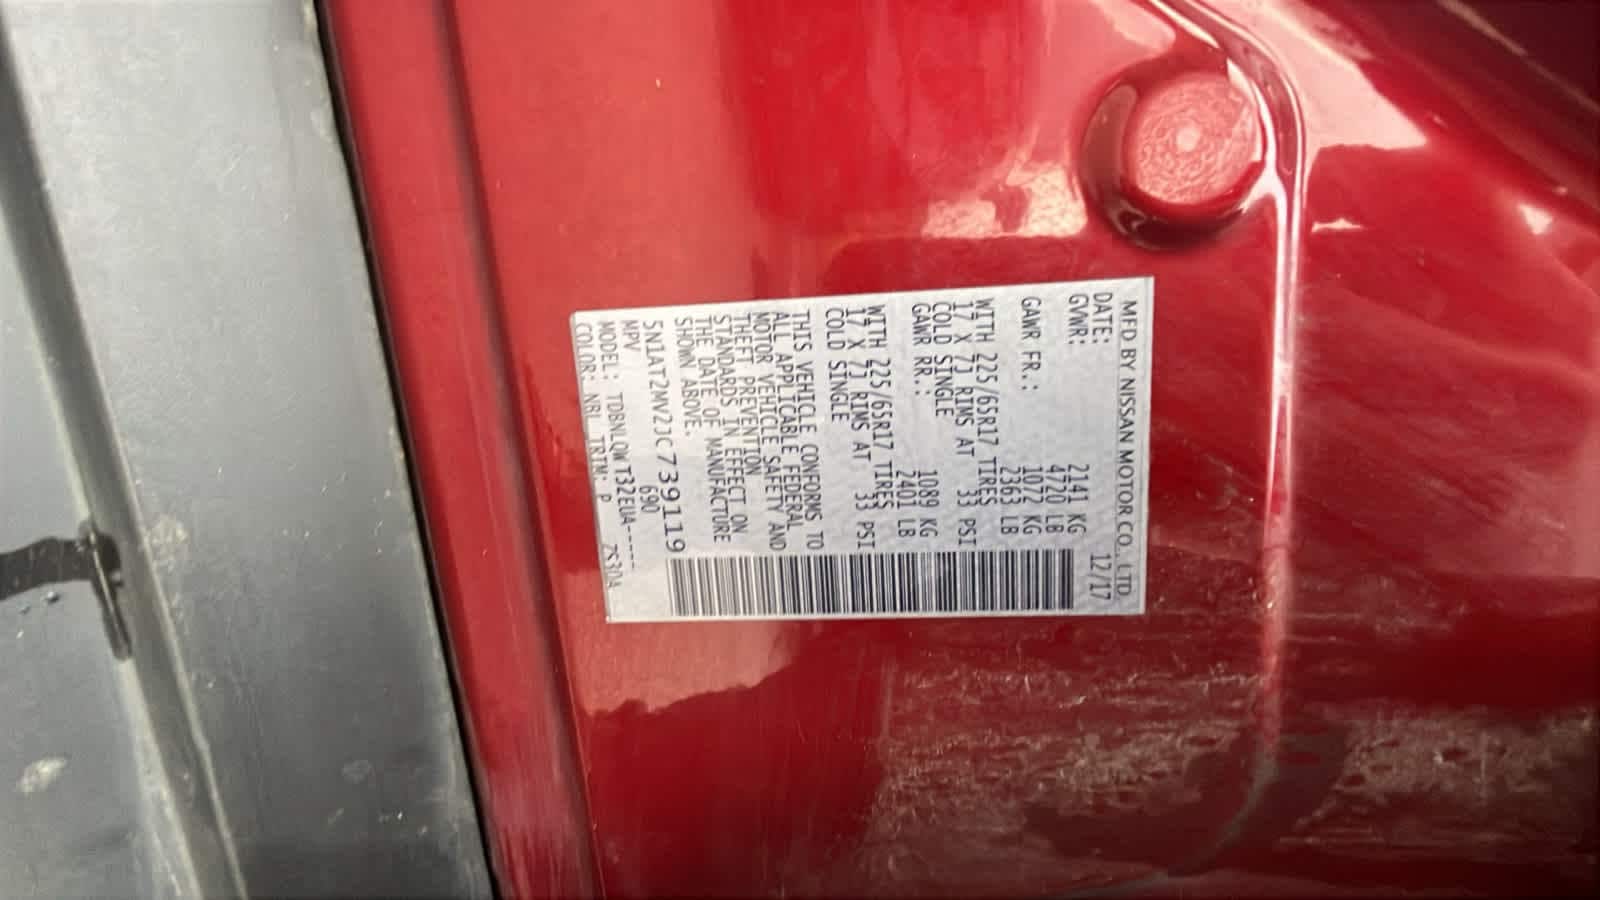 MFD BY NISSAN MOTOR CO., LTD.
DATE: 12/17
GVWR: 2141 KG
4720 LB
GAWR FR.: 1072 KG
2363 LB
WITH 225/65R17 TIRES
17 X 7J RIMS AT 33 PSI
COLD SINGLE
GAWR RR.: 1089 KG
2401 LB
WITH 225/65R17 TIRES
17 X 7J RIMS AT 33 PSI
COLD SINGLE
THIS VEHICLE CONFORMS TO
ALL APPLICABLE FEDERAL
MOTOR VEHICLE SAFETY AND
THEFT PREVENTION
STANDARDS IN EFFECT ON
THE DATE OF MANUFACTURE
SHOWN ABOVE.
5N1AT2MV2JC739119
MPV 690
MODEL: TDBNLQW T32EUA-----
COLOR: NBL TRIM: P 7S30A